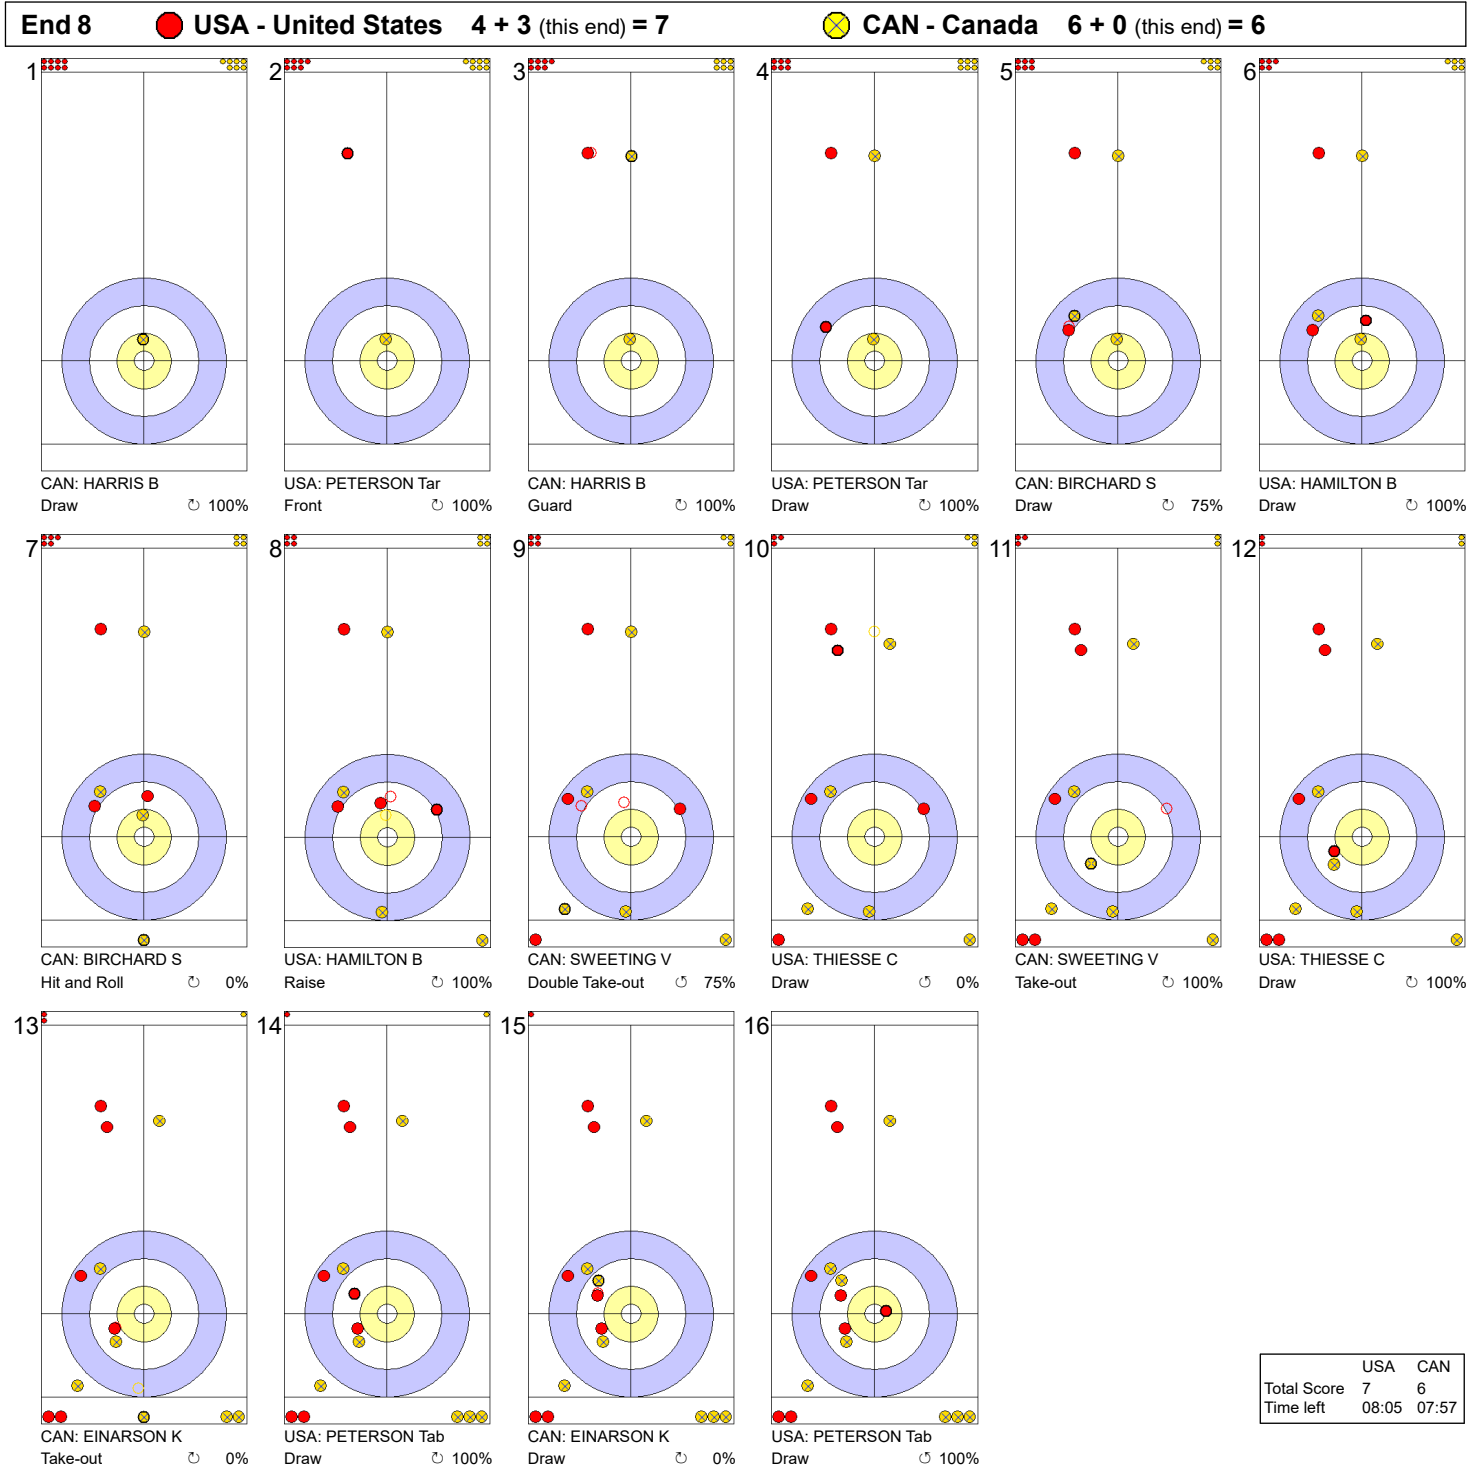 End 8 USA - United States 4 + 3 (this end) = 7 CAN - Canada 6 + 0 (this end) = 6
1 2 3 4 5 6
CAN: HARRIS B USA: PETERSON Tar CAN: HARRIS B USA: PETERSON Tar CAN: BIRCHARD S USA: HAMILTON B
Draw ↻ 100% Front ↻ 100% Guard ↻ 100% Draw ↻ 100% Draw ↻ 75% Draw ↻ 100%
7 8 9 10 11 12
CAN: BIRCHARD S USA: HAMILTON B CAN: SWEETING V USA: THIESSE C CAN: SWEETING V USA: THIESSE C
Hit and Roll ↻ 0% Raise ↻ 100% Double Take-out ↺ 75% Draw ↺ 0% Take-out ↻ 100% Draw ↻ 100%
13 14 15 16
USA CAN
Total Score 7 6
Time left 08:05 07:57
CAN: EINARSON K USA: PETERSON Tab CAN: EINARSON K USA: PETERSON Tab
Take-out ↻ 0% Draw ↻ 100% Draw ↻ 0% Draw ↻ 100%